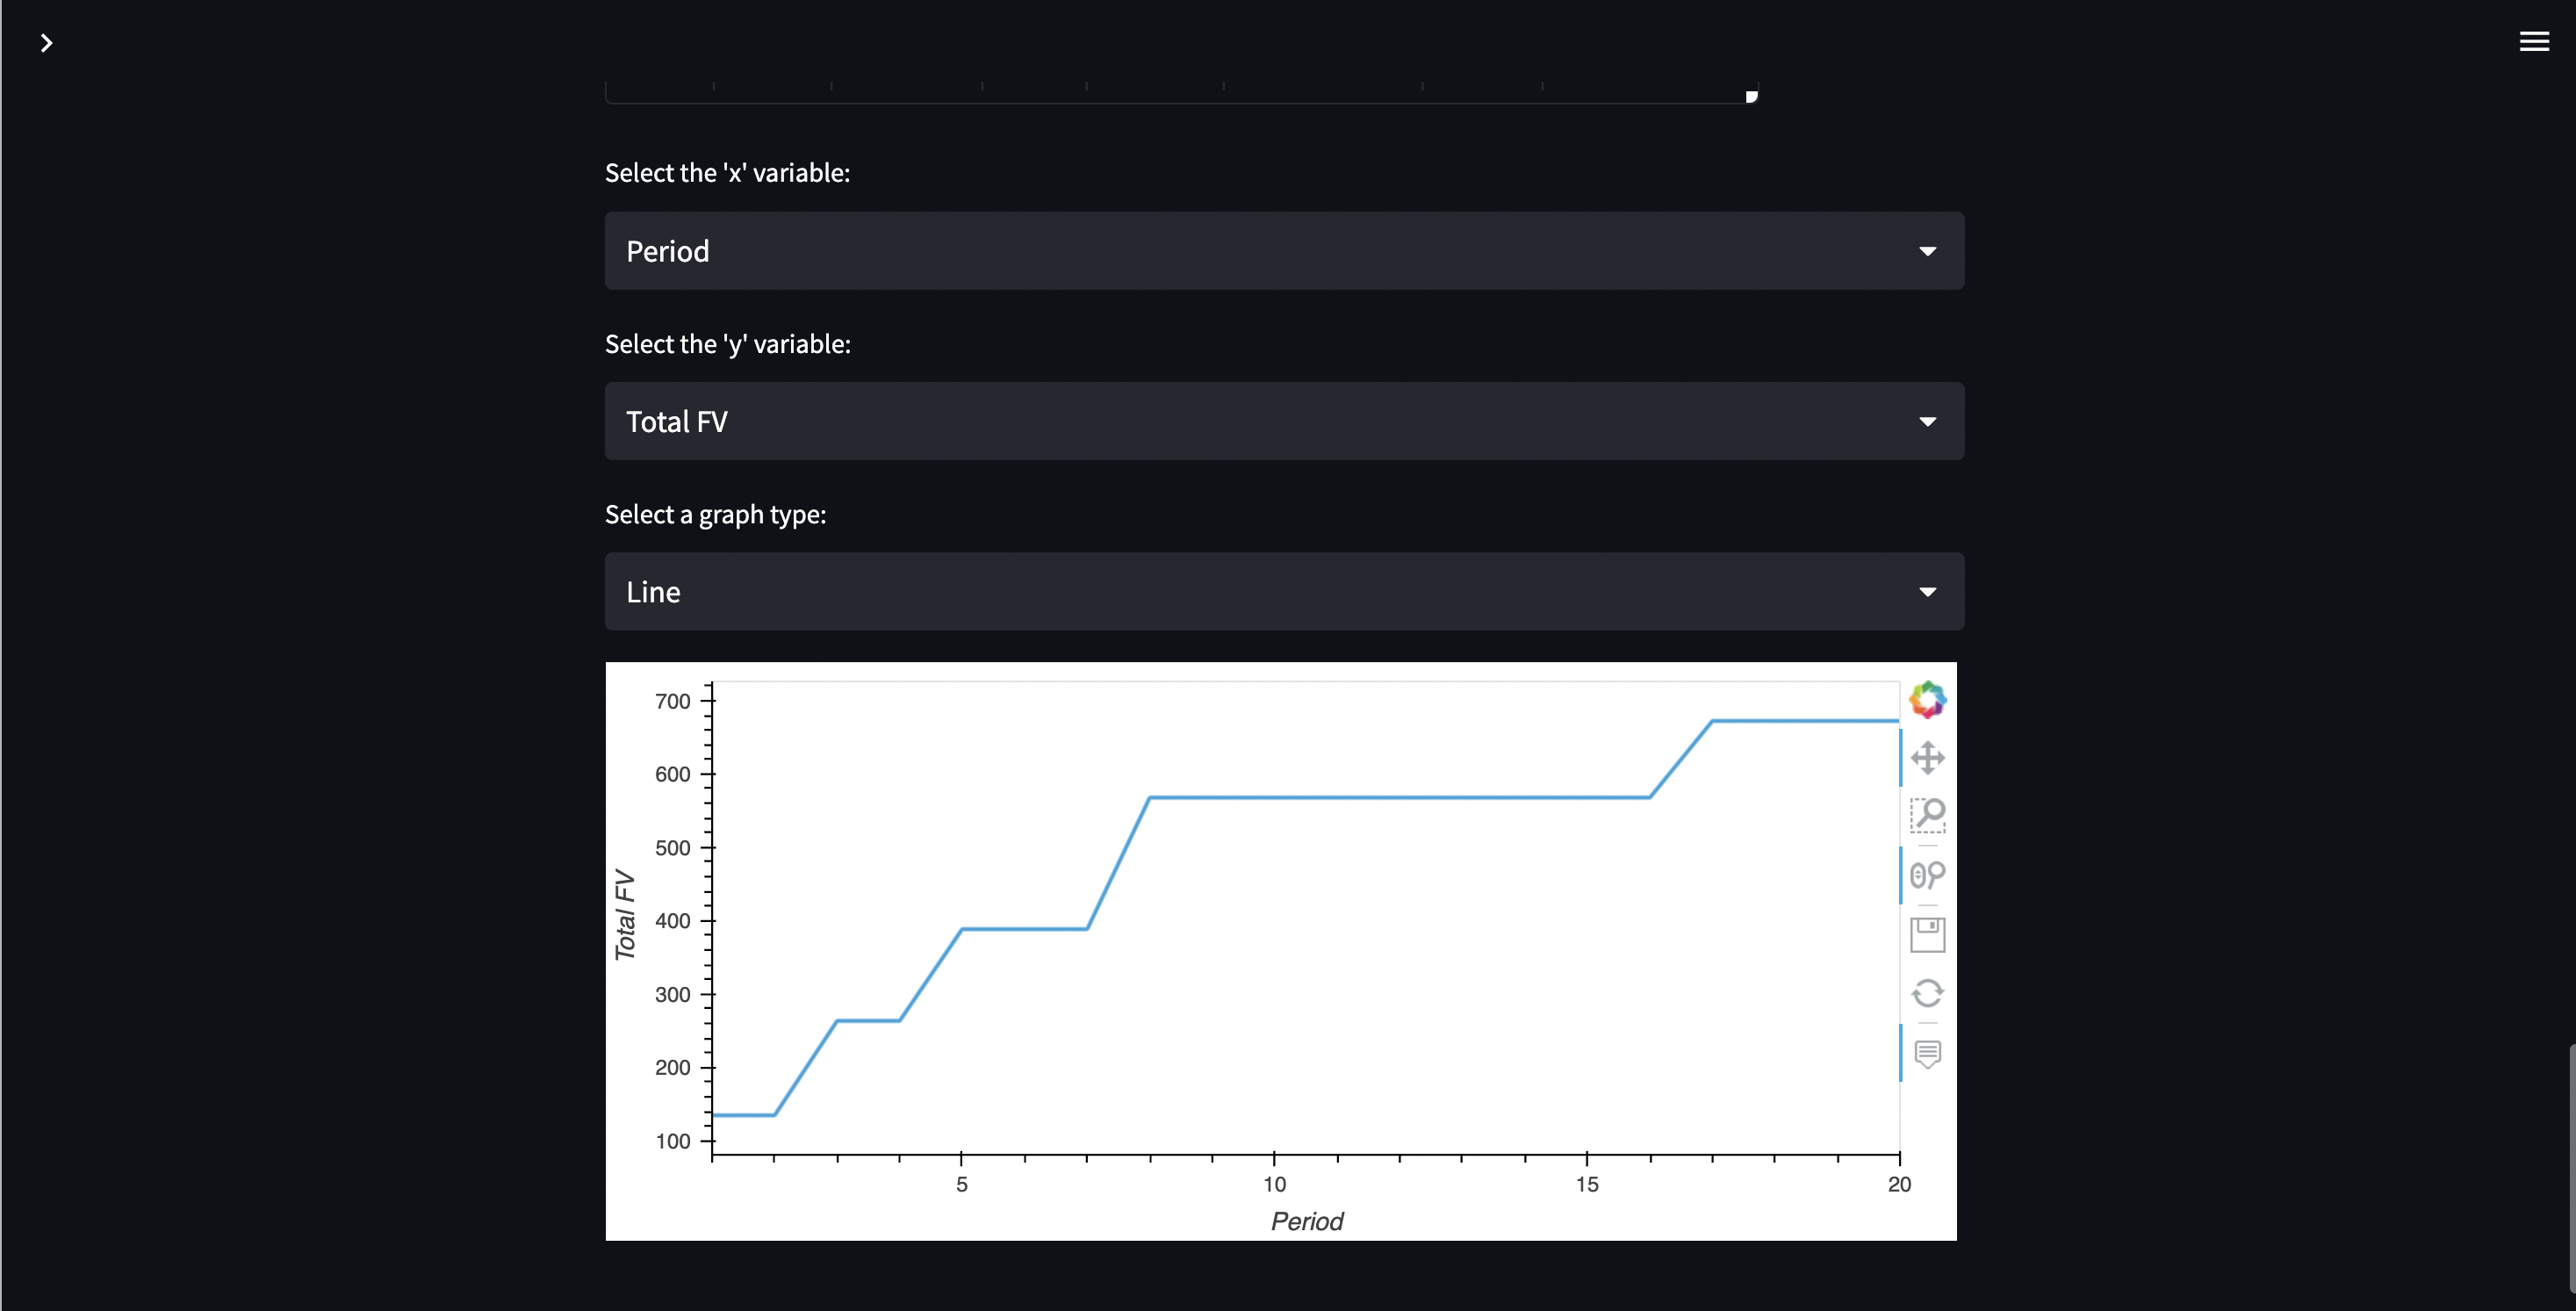 Select the 'x' variable:
Period
Select the 'y' variable:
Total FV
Select a graph type:
Line
700
600
500
400
300
200
100
Total FV
5 10 15 20
Period